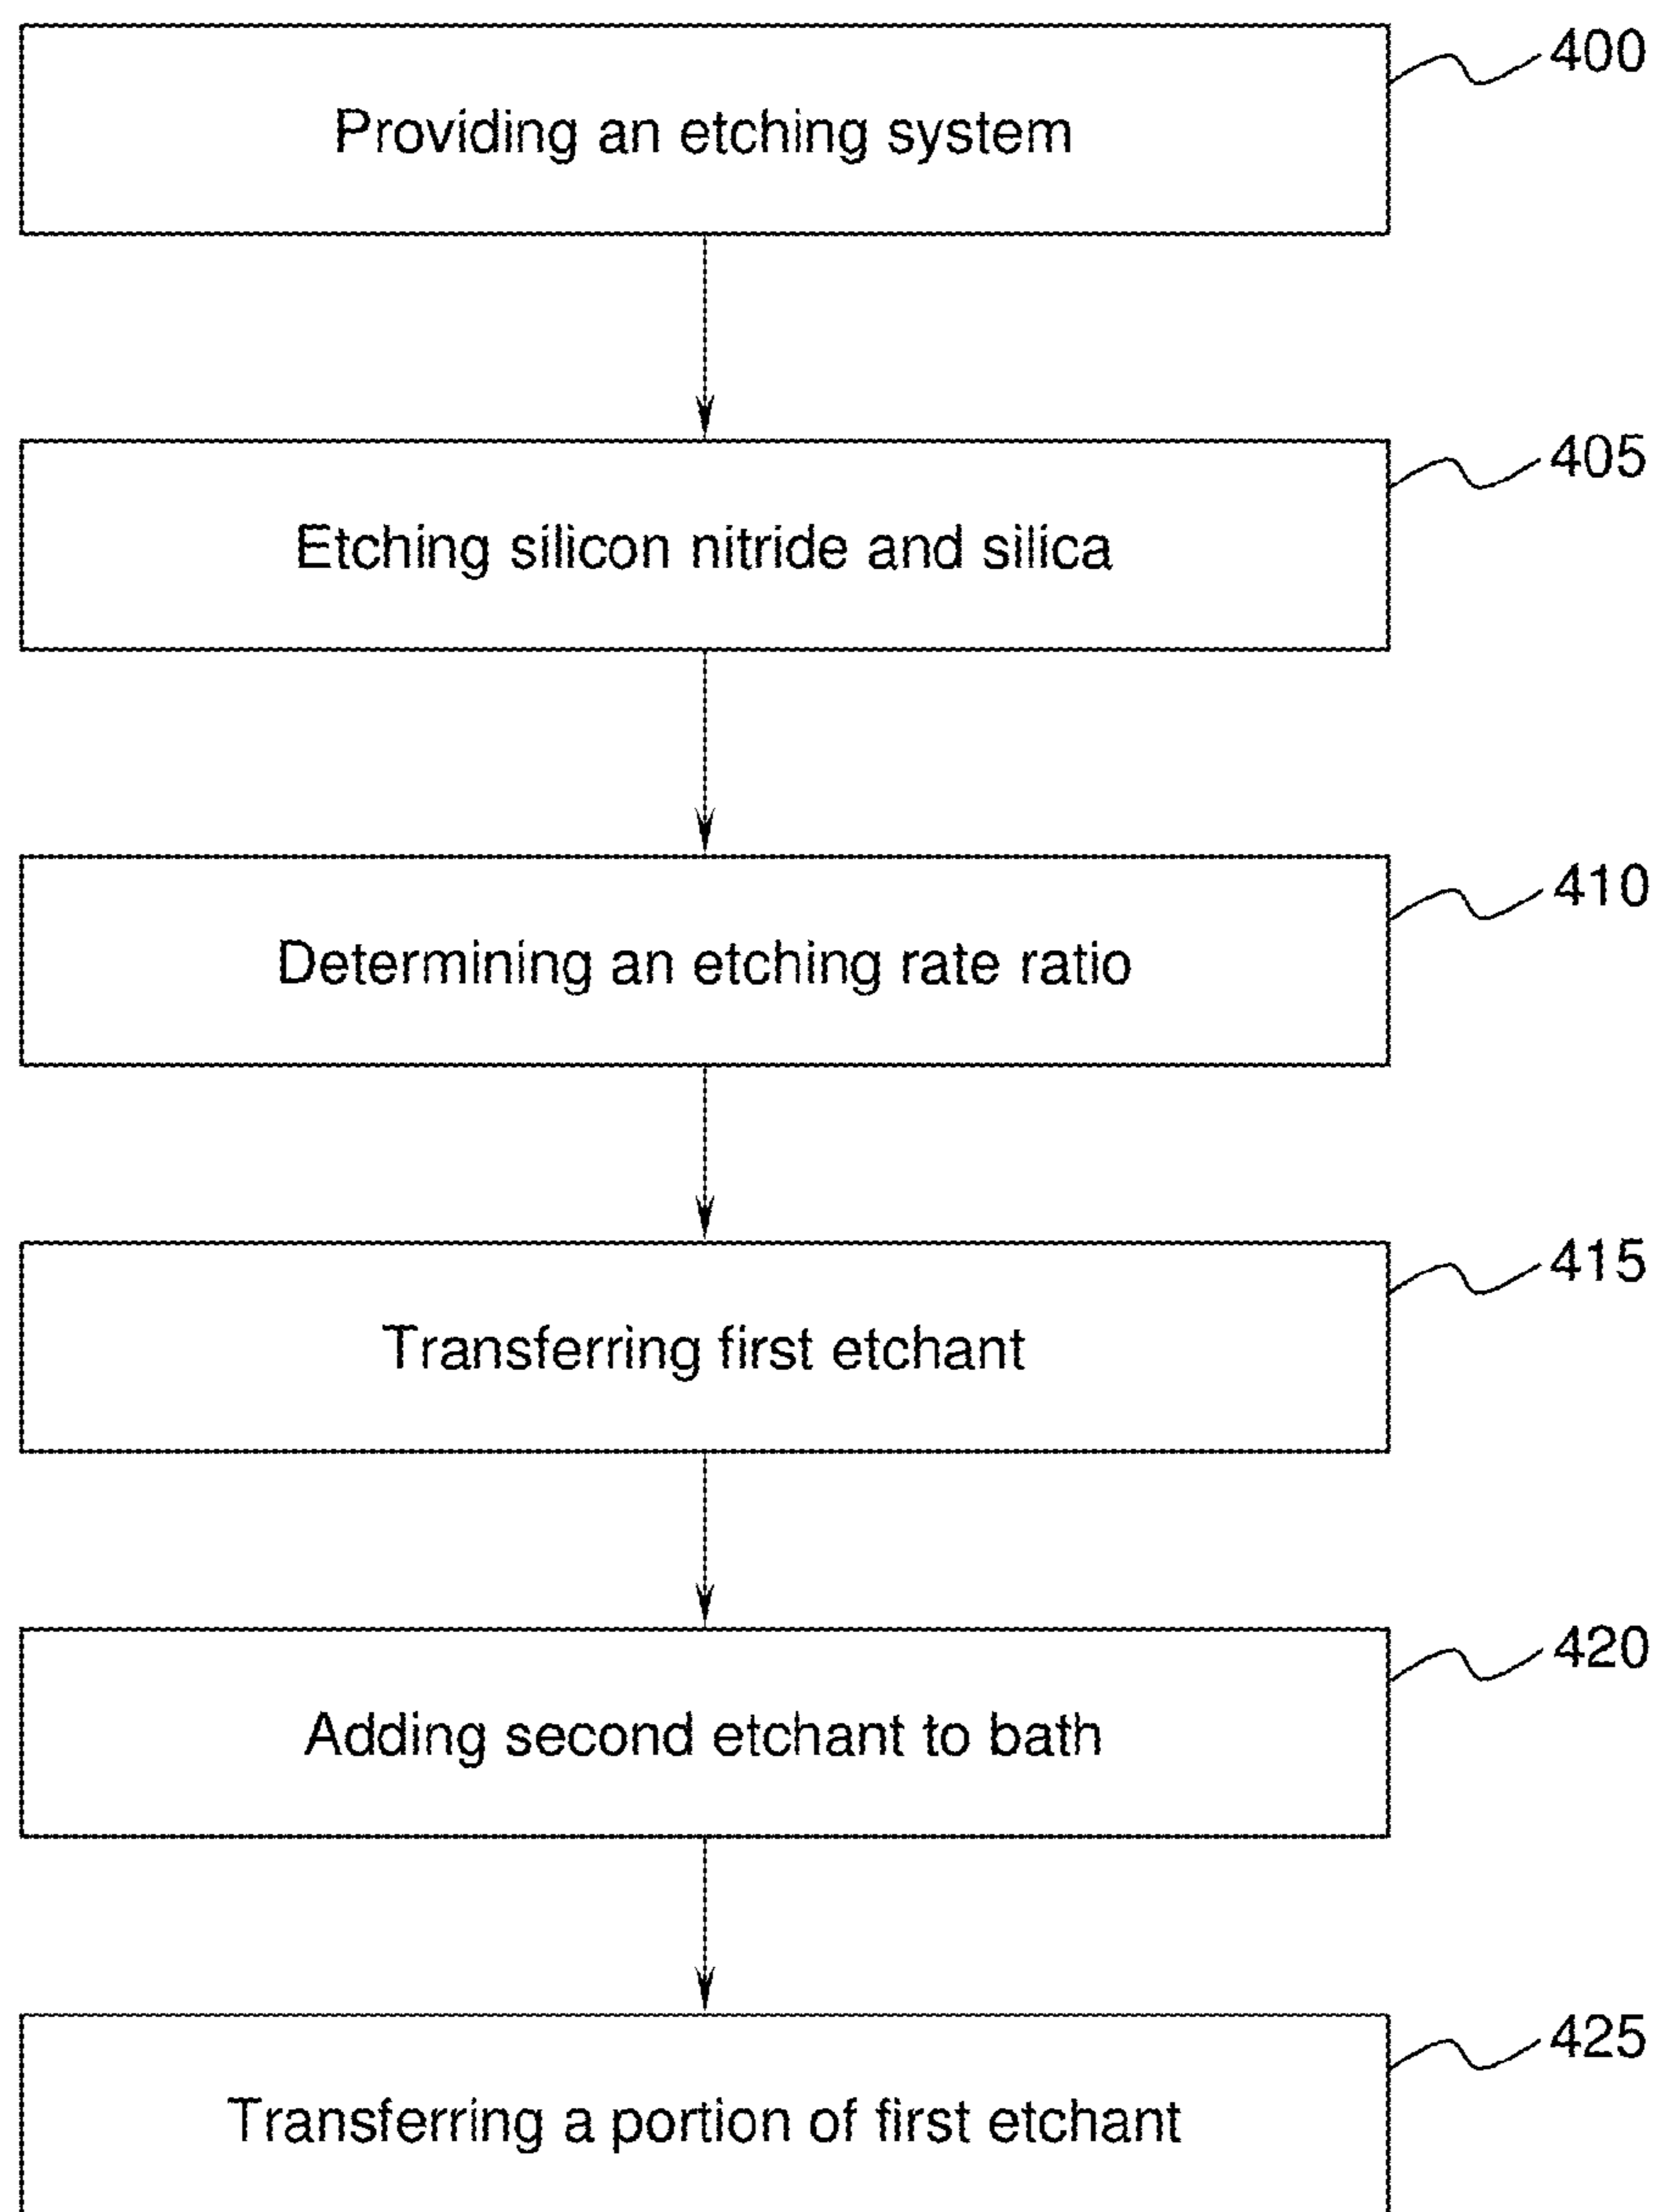 400
Providing an etching system
405
Etching silicon nitride and silica
410
Determining an etching rate ratio
415
Transferring first etchant
420
Adding second etchant to bath
425
Transferring a portion of first etchant